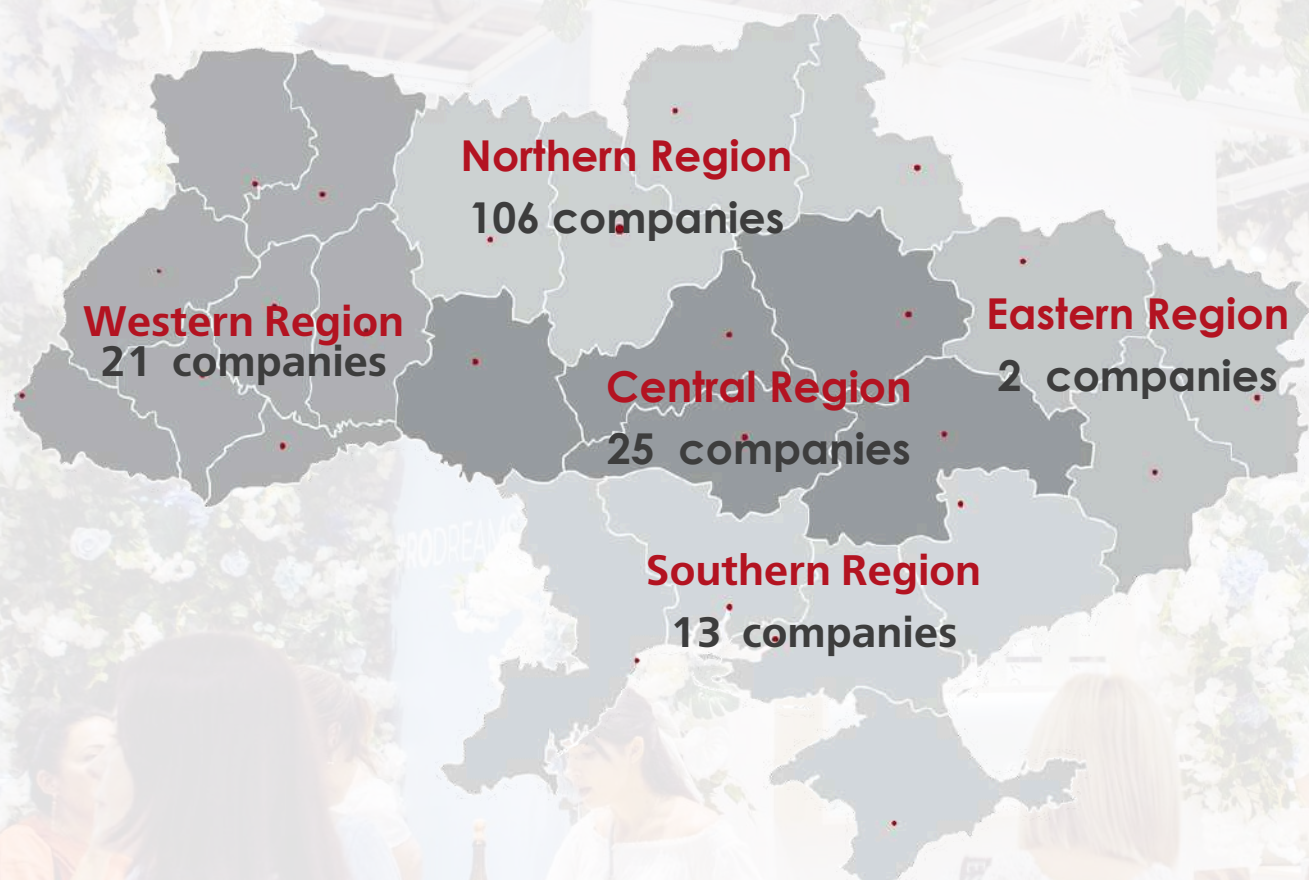 Northern Region
106 companies
Western Region
21 companies
Eastern Region
2 companies
Central Region
25 companies
Southern Region
13 companies